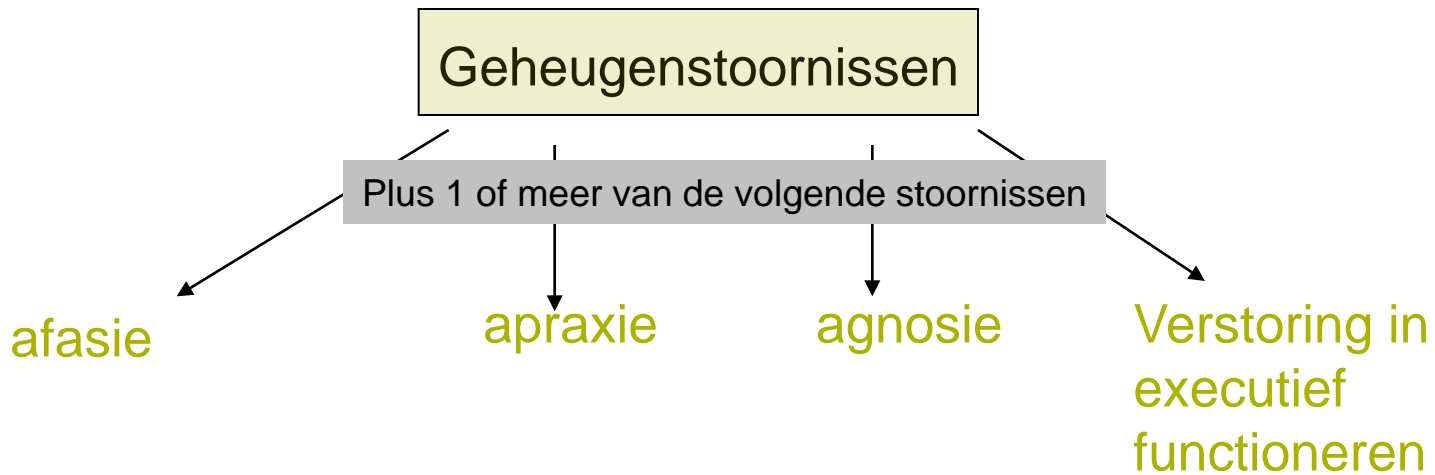 Geheugenstoornissen
Plus 1 of meer van de volgende stoornissen
afasie
apraxie
agnosie
Verstoring in
executief
functioneren